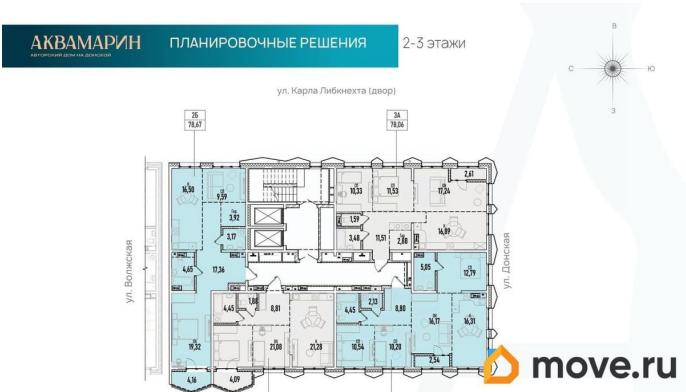 АКВАМАРИН
АВТОРСКИЙ ДОМ НА ДОНСКОЙ
ПЛАНИРОВОЧНЫЕ РЕШЕНИЯ
2-3 этажи
В
С
Ю
З
ул. Карла Либкнехта (двор)
2Б
78,67
3А
78,06
16,50
9,59
3,92
3,17
4,65
17,36
19,32
4,16
10,33
11,53
17,24
2,61
1,59
3,48
11,51
2,88
16,89
5,05
12,79
4,45
1,88
8,81
21,08
21,28
4,09
4,45
2,13
8,80
10,54
10,28
16,17
16,31
2,54
ул. Волжская
ул. Донская
move.ru